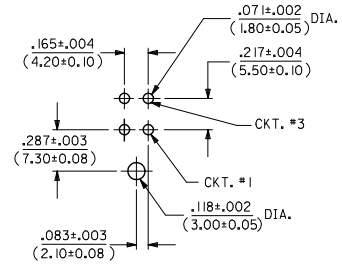 .071±.002 DIA.
(1.80±0.05)
.165±.004
(4.20±0.10)
.217±.004
(5.50±0.10)
CKT. #3
.287±.003
(7.30±0.08)
CKT. #1
.118±.002 DIA.
(3.00±0.05)
.083±.003
(2.10±0.08)